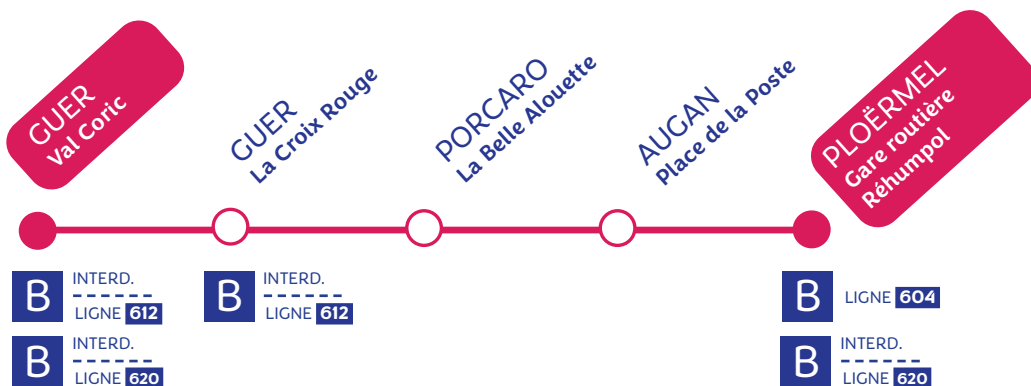 GUER
Val Coric
GUER
La Croix Rouge
PORCARO
La Belle Alouette
AUGAN
Place de la Poste
PLOËRMEL
Gare routière
Réhumpol
B INTERD.
LIGNE 612
B INTERD.
LIGNE 620
B INTERD.
LIGNE 612
B LIGNE 604
B INTERD.
LIGNE 620